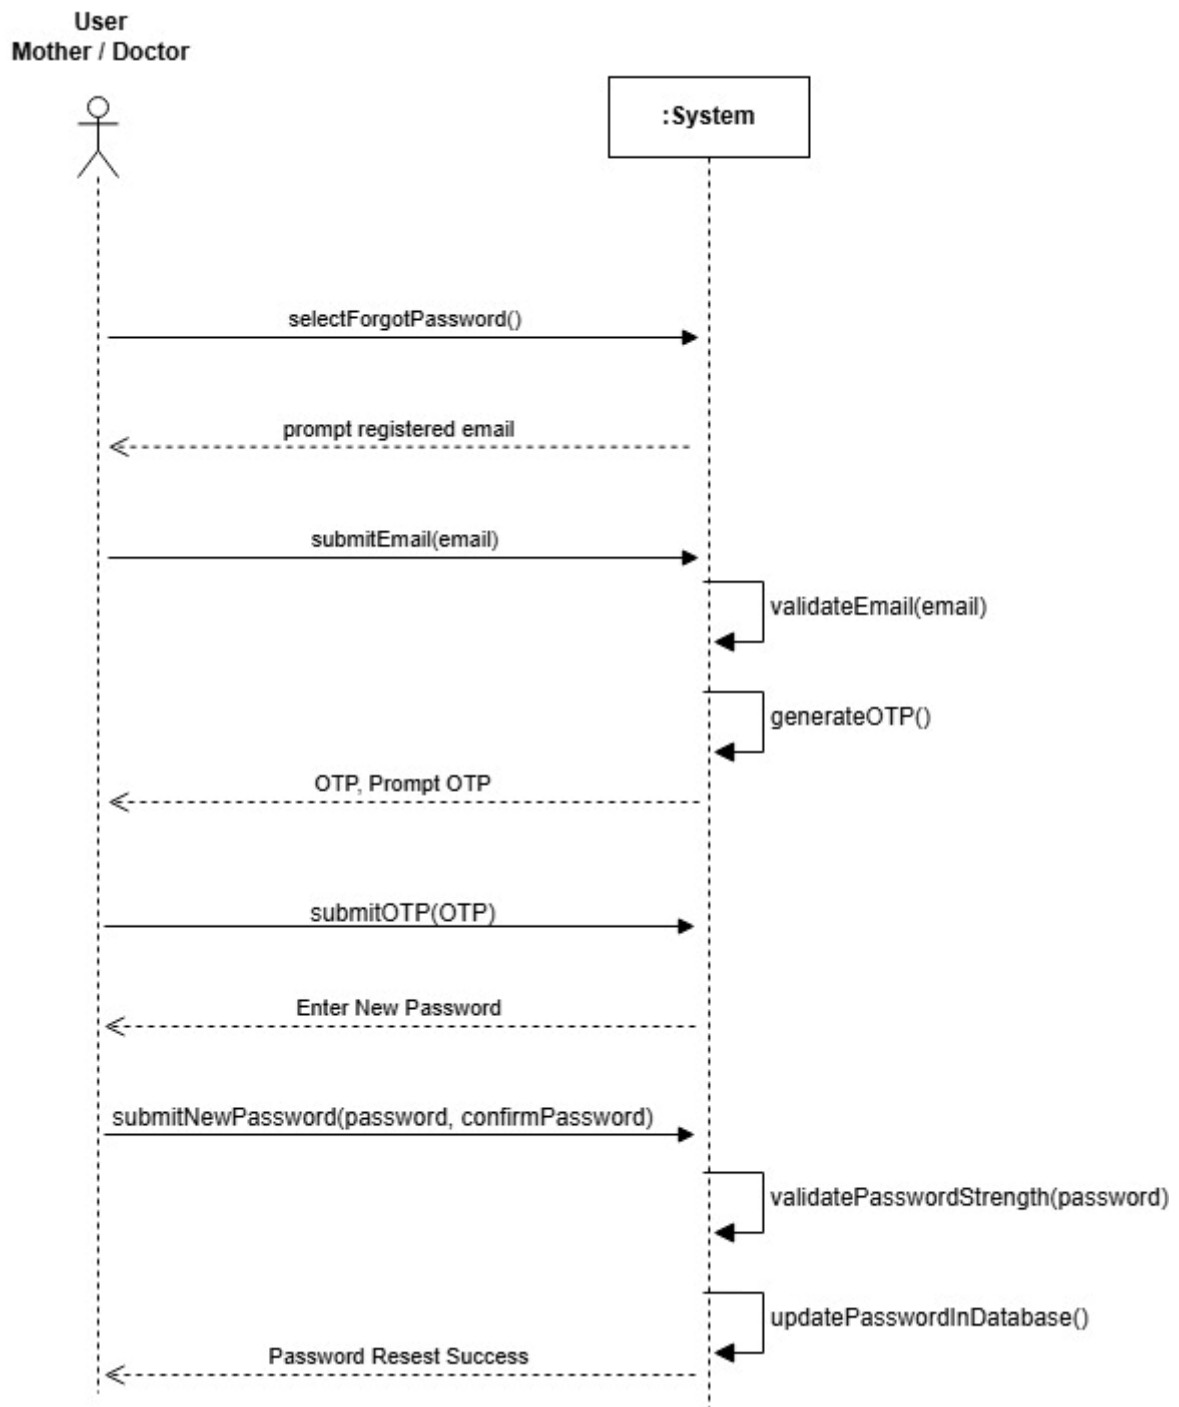 User
Mother / Doctor
:System
selectForgotPassword()
prompt registered email
submitEmail(email)
validateEmail(email)
generateOTP()
OTP, Prompt OTP
submitOTP(OTP)
Enter New Password
submitNewPassword(password, confirmPassword)
validatePasswordStrength(password)
updatePasswordInDatabase()
Password Resest Success